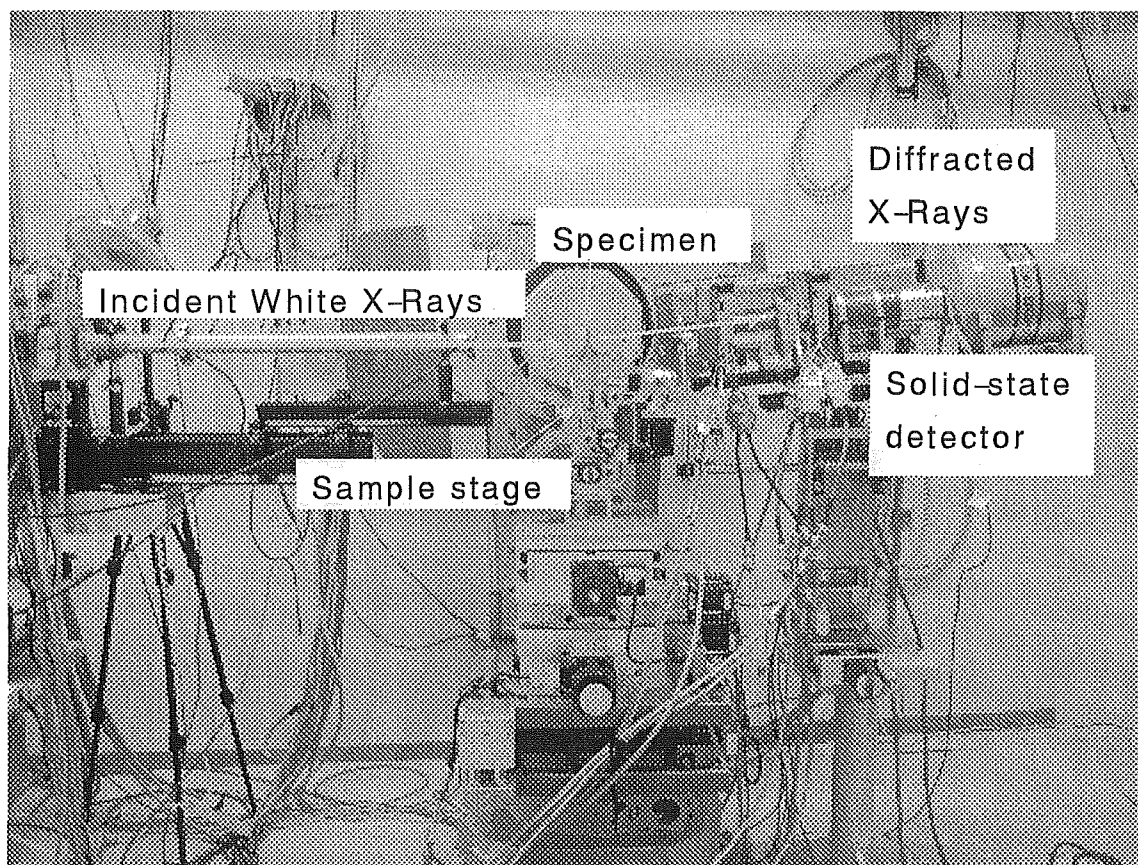 Diffracted
X-Rays
Specimen
Incident White X-Rays
Solid-state
detector
Sample stage